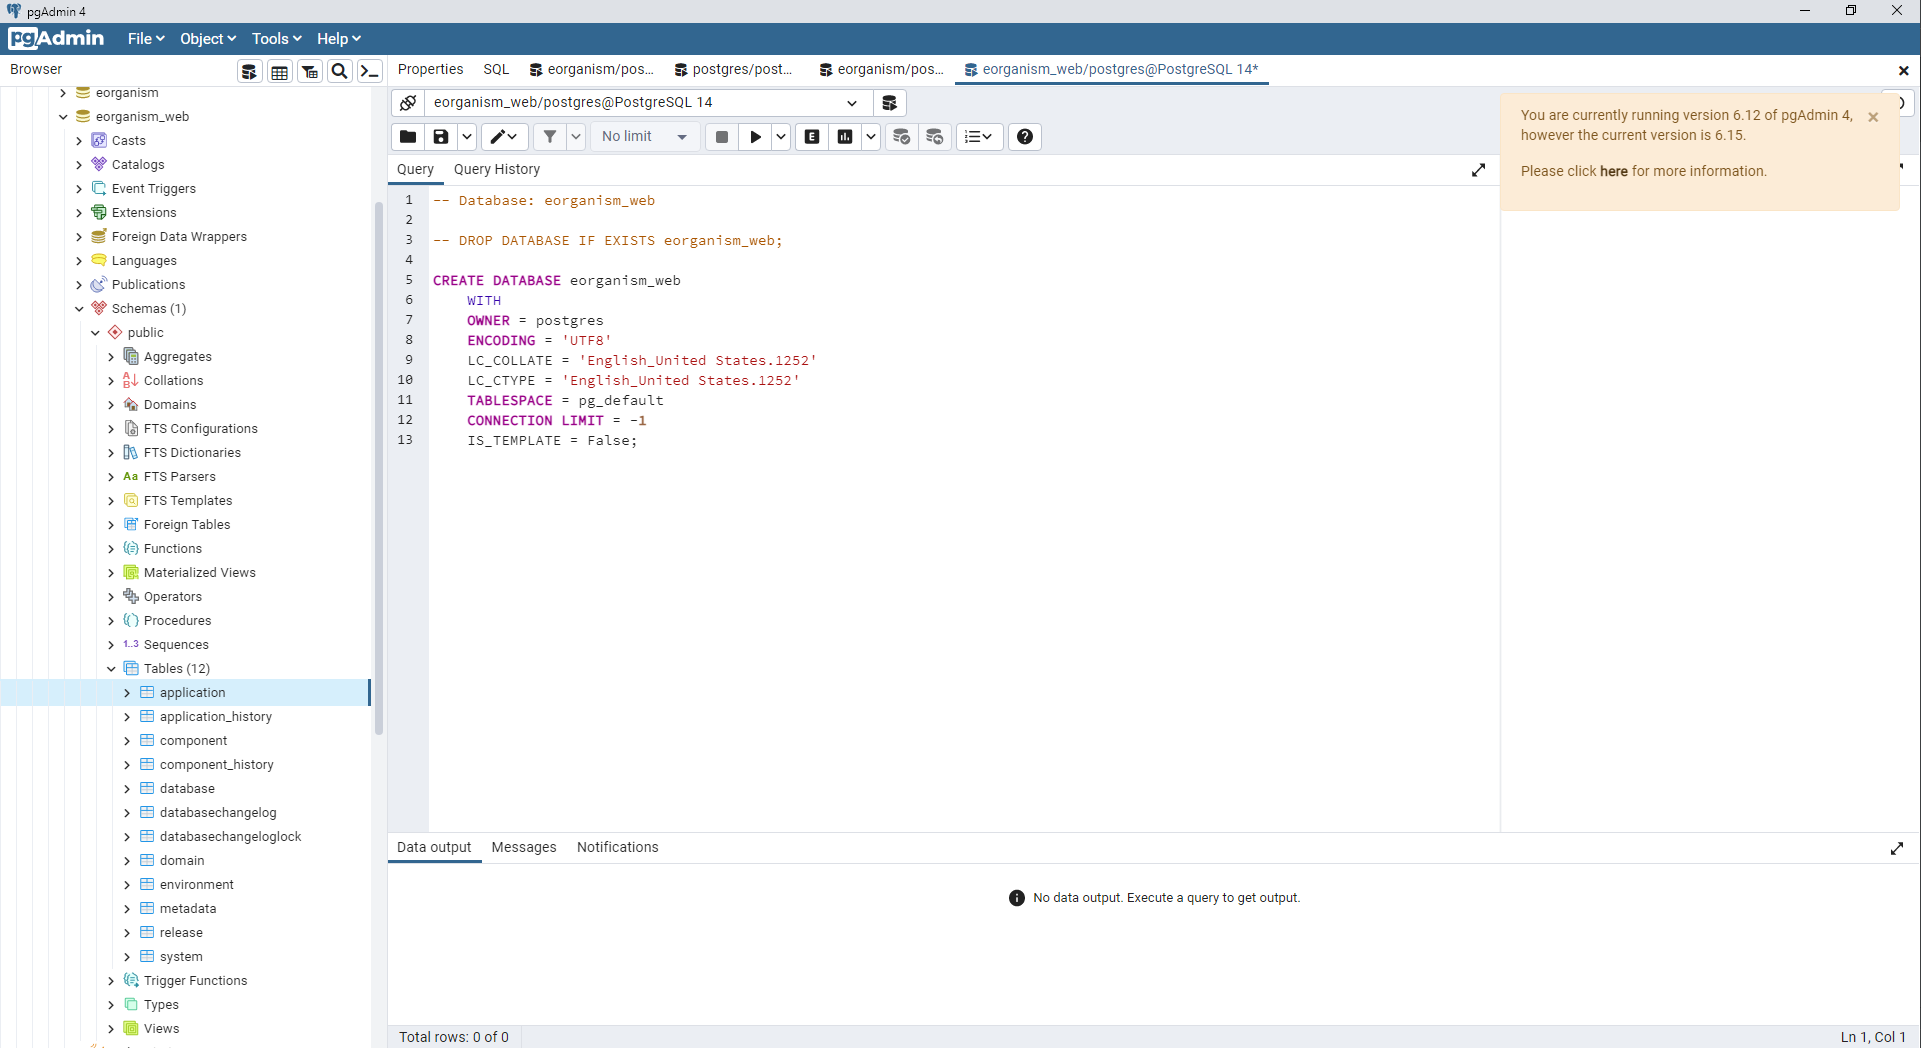 pgAdmin 4
pgAdmin File Object Tools Help
Browser
Properties SQL eorganism/pos... postgres/post... eorganism/pos... eorganism_web/postgres@PostgreSQL 14*
eorganism
eorganism_web
Casts
Catalogs
Event Triggers
Extensions
Foreign Data Wrappers
Languages
Publications
Schemas (1)
public
Aggregates
Collations
Domains
FTS Configurations
FTS Dictionaries
Aa FTS Parsers
FTS Templates
Foreign Tables
Functions
Materialized Views
Operators
Procedures
1..3 Sequences
Tables (12)
application
application_history
component
component_history
database
databasechangelog
databasechangeloglock
domain
environment
metadata
release
system
Trigger Functions
Types
Views
eorganism_web/postgres@PostgreSQL 14
No limit E
Query Query History
1 -- Database: eorganism_web
2
3 -- DROP DATABASE IF EXISTS eorganism_web;
4
5 CREATE DATABASE eorganism_web
6 WITH
7 OWNER = postgres
8 ENCODING = 'UTF8'
9 LC_COLLATE = 'English_United States.1252'
10 LC_CTYPE = 'English_United States.1252'
11 TABLESPACE = pg_default
12 CONNECTION LIMIT = -1
13 IS_TEMPLATE = False;
You are currently running version 6.12 of pgAdmin 4,
however the current version is 6.15.
Please click here for more information.
Data output Messages Notifications
No data output. Execute a query to get output.
Total rows: 0 of 0
Ln 1, Col 1